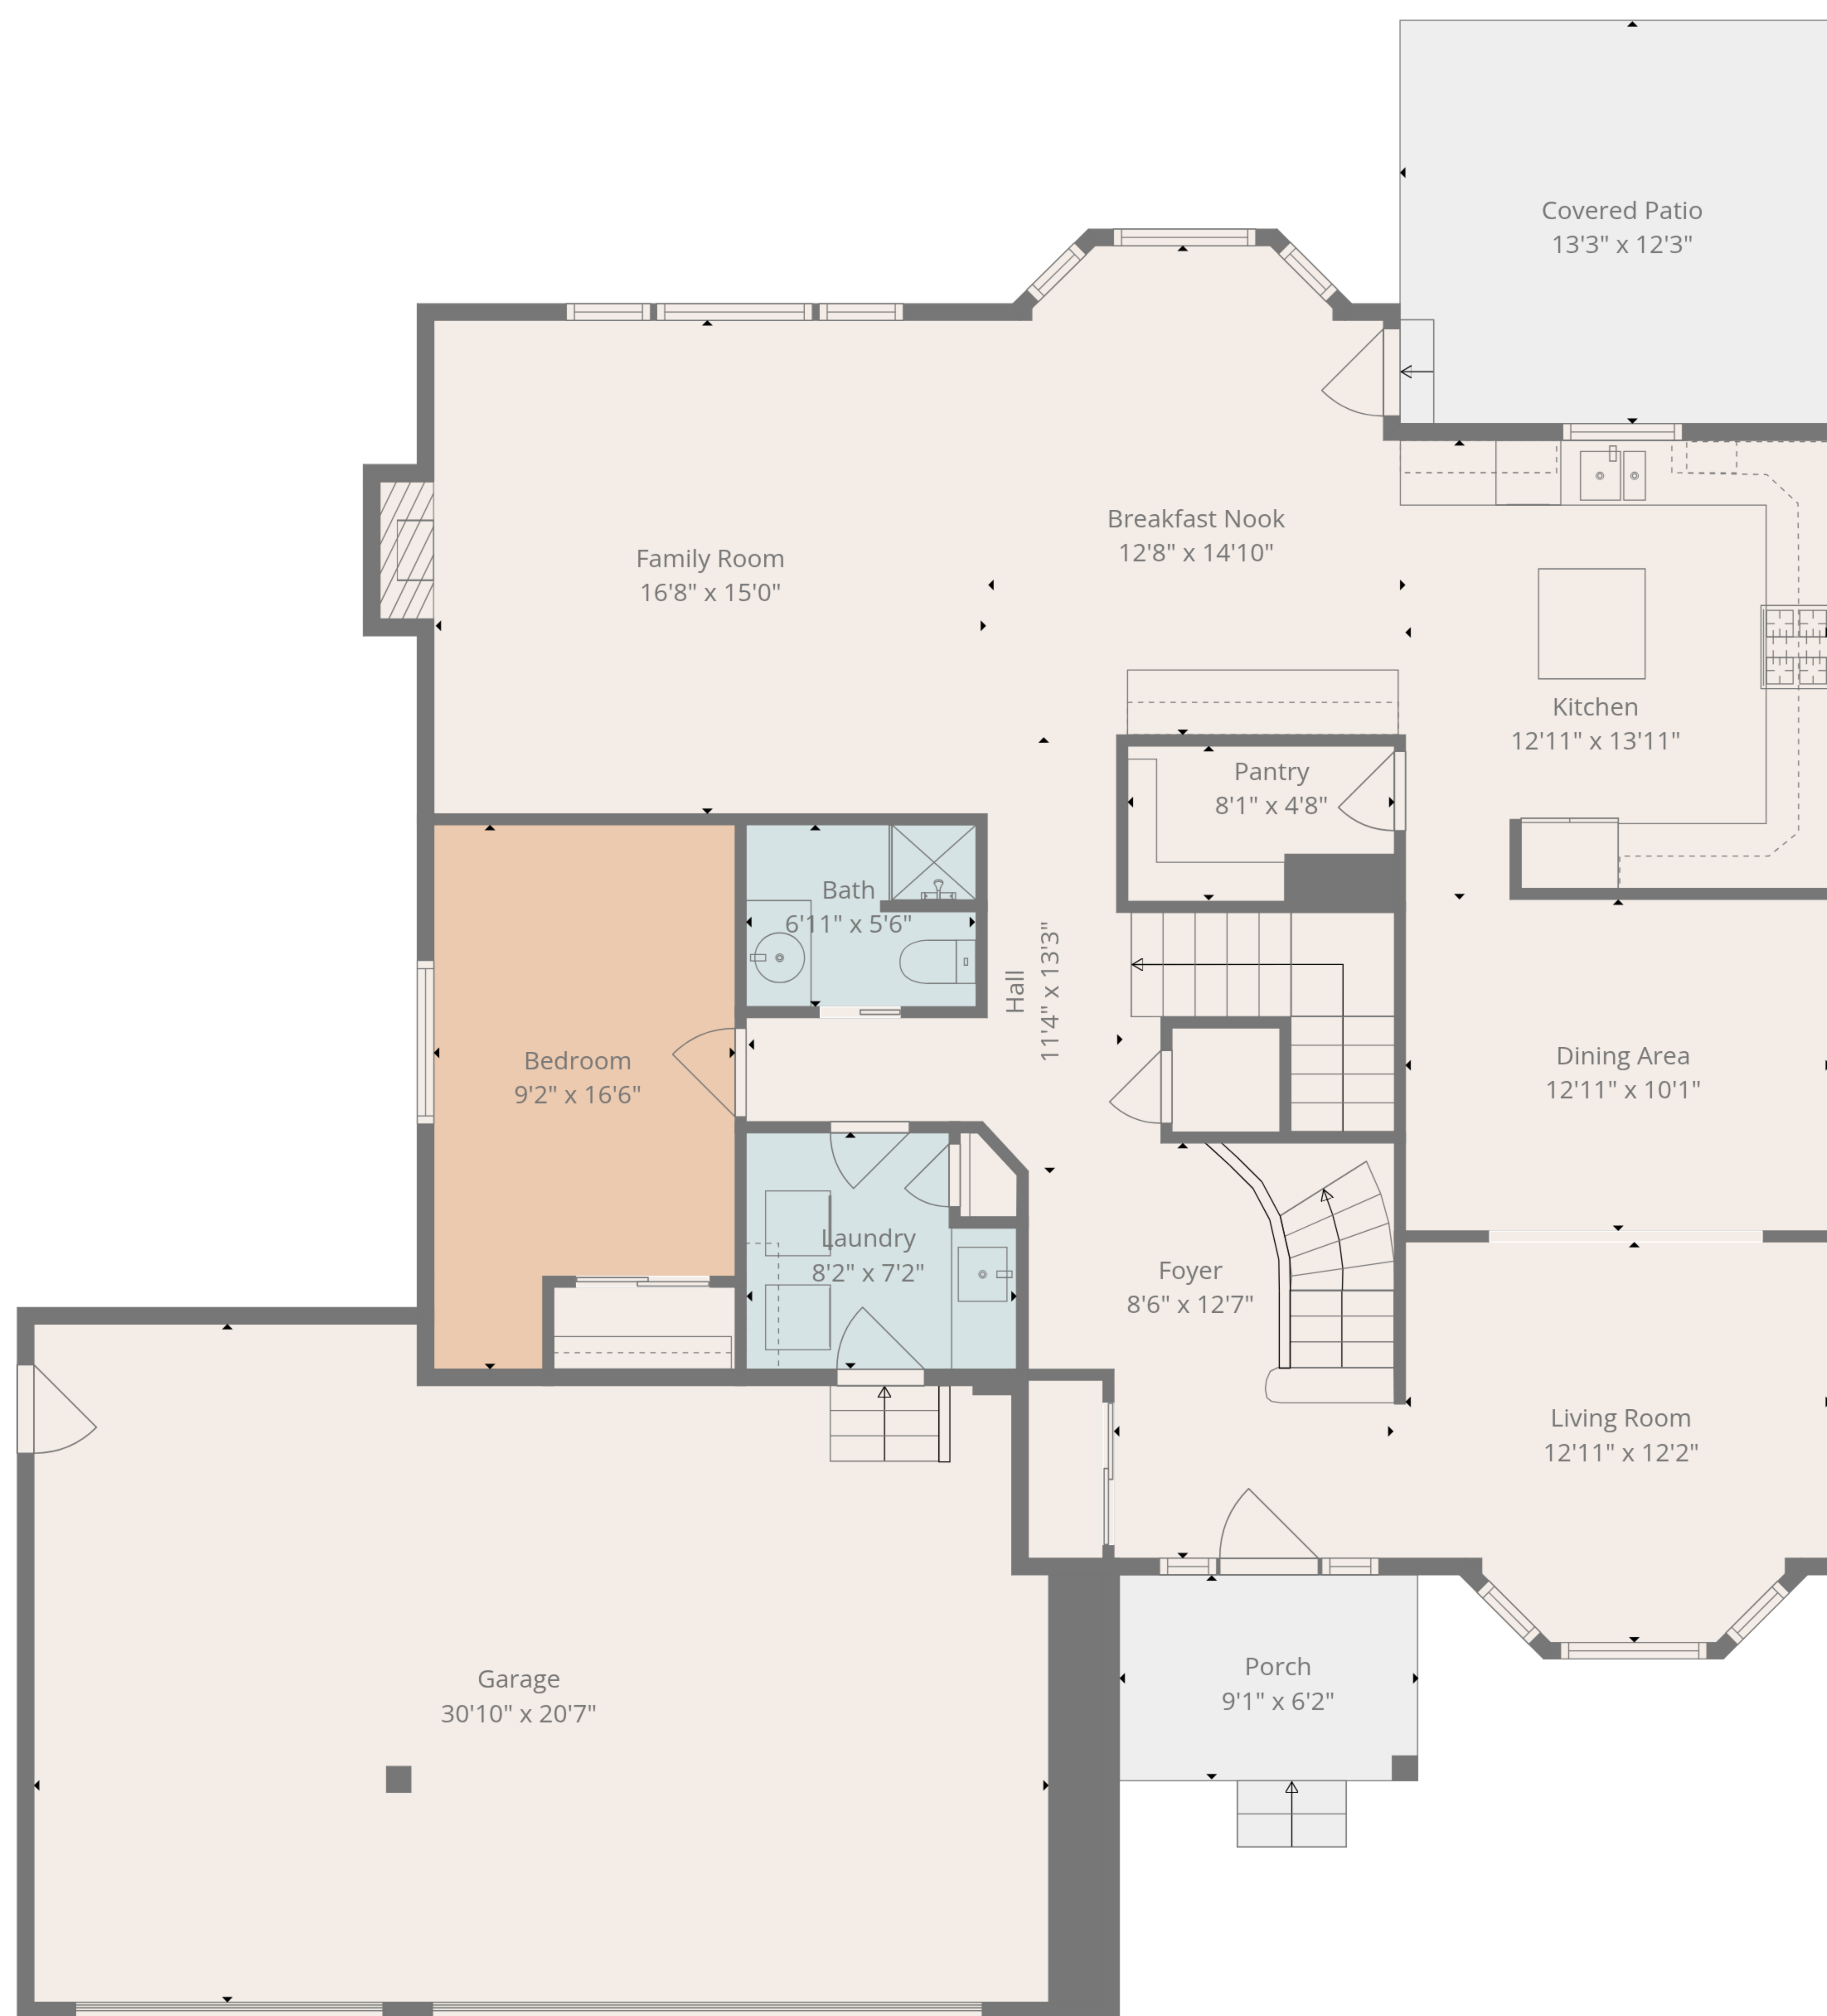 Covered Patio
13'3" x 12'3"
Breakfast Nook
12'8" x 14'10"
Family Room
16'8" x 15'0"
Kitchen
12'11" x 13'11"
Pantry
8'1" x 4'8"
Bath
6'11" x 5'6"
Hall
11'4" x 13'3"
Bedroom
9'2" x 16'6"
Dining Area
12'11" x 10'1"
Laundry
8'2" x 7'2"
Foyer
8'6" x 12'7"
Living Room
12'11" x 12'2"
Garage
30'10" x 20'7"
Porch
9'1" x 6'2"